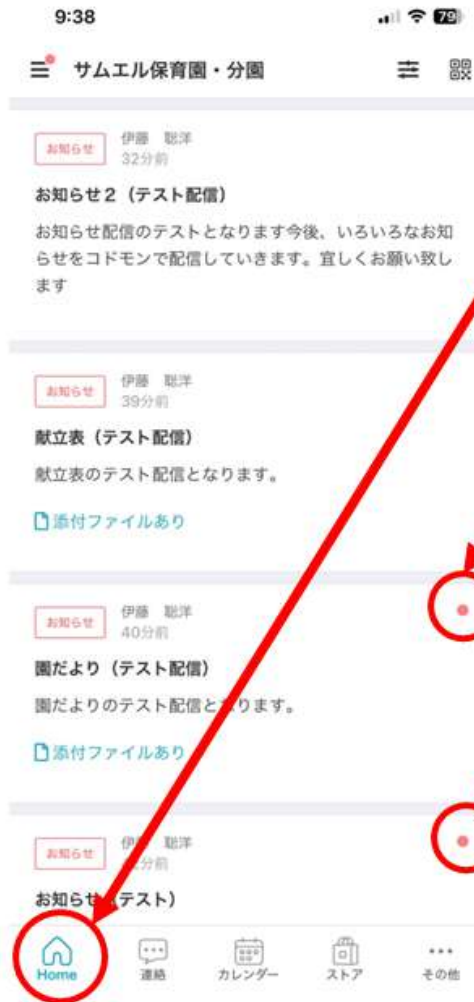 9:38
79
サムエル保育園・分園
お知らせ
伊藤 聡洋
32分前
お知らせ2（テスト配信）
お知らせ配信のテストとなります今後、いろいろなお知
らせをコドモンで配信していきます。宜しくお願い致し
ます
お知らせ
伊藤 聡洋
39分前
献立表（テスト配信）
献立表のテスト配信となります。
添付ファイルあり
お知らせ
伊藤 聡洋
40分前
園だより（テスト配信）
園だよりのテスト配信となります。
添付ファイルあり
お知らせ
伊藤 聡洋
分前
お知らせ（テスト）
Home
連絡
カレンダー
ストア
その他